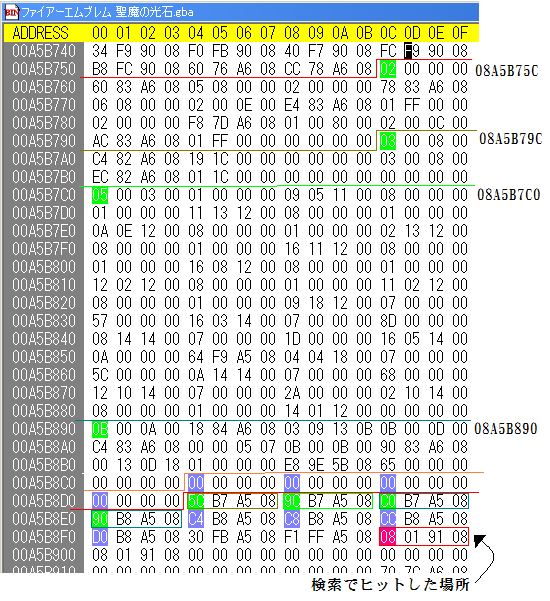 ファイアーエムブレム 聖魔の光石.gba
ADDRESS 00 01 02 03 04 05 06 07 08 09 0A 0B 0C 0D 0E 0F
00A5B740 34 F9 90 08 F0 FB 90 08 40 F7 90 08 FC F9 90 08
00A5B750 B8 FC 90 08 60 76 A6 08 CC 78 A6 08 02 00 00 00 08A5B75C
00A5B760 60 83 A6 08 05 08 00 00 02 00 00 00 78 83 A6 08
00A5B770 06 08 00 00 02 00 0E 00 E4 83 A6 08 01 FF 00 00
00A5B780 02 00 00 00 F8 7D A6 08 01 00 80 00 02 00 0C 00
00A5B790 AC 83 A6 08 01 FF 00 00 00 00 00 00 03 00 08 00 08A5B79C
00A5B7A0 C4 82 A6 08 19 1C 00 00 00 00 00 00 03 00 08 00
00A5B7B0 EC 82 A6 08 01 1C 00 00 00 00 00 00 00 00 00 00
00A5B7C0 05 00 03 00 01 00 00 00 09 05 11 00 08 00 00 00 08A5B7C0
00A5B7D0 01 00 00 00 11 13 12 00 08 00 00 00 01 00 00 00
00A5B7E0 0A 0E 12 00 08 00 00 00 01 00 00 00 02 13 12 00
00A5B7F0 08 00 00 00 01 00 00 00 16 11 12 00 08 00 00 00
00A5B800 01 00 00 00 16 08 12 00 08 00 00 00 01 00 00 00
00A5B810 12 02 12 00 08 00 00 00 01 00 00 00 11 02 12 00
00A5B820 08 00 00 00 01 00 00 00 09 18 12 00 07 00 00 00
00A5B830 57 00 00 00 16 03 14 00 07 00 00 00 8D 00 00 00
00A5B840 08 14 14 00 07 00 00 00 1D 00 00 00 16 05 14 00
00A5B850 0A 00 00 00 64 F9 A5 08 04 04 18 00 07 00 00 00
00A5B860 5C 00 00 00 0A 14 14 00 07 00 00 00 68 00 00 00
00A5B870 12 10 14 00 07 00 00 00 2A 00 00 00 02 10 14 00
00A5B880 08 00 00 00 01 00 00 00 14 01 12 00 00 00 00 00
00A5B890 0B 00 0A 00 18 84 A6 08 03 09 13 0B 0B 00 0D 00 08A5B890
00A5B8A0 C4 83 A6 08 00 00 05 07 0B 00 0B 00 90 83 A6 08
00A5B8B0 00 13 0D 18 01 00 00 00 E8 9E 5B 08 65 00 00 00
00A5B8C0 00 00 00 00 00 00 00 00 00 00 00 00 00 00 00 00
00A5B8D0 00 00 00 00 5C B7 A5 08 9C B7 A5 08 C0 B7 A5 08
00A5B8E0 90 B8 A5 08 C4 B8 A5 08 C8 B8 A5 08 CC B8 A5 08
00A5B8F0 D0 B8 A5 08 30 FB A5 08 F1 FF A5 08 08 01 91 08
00A5B900 08 01 91 08 00 00 00 00 00 00 00 00 00 00 00 00
検索でヒットした場所